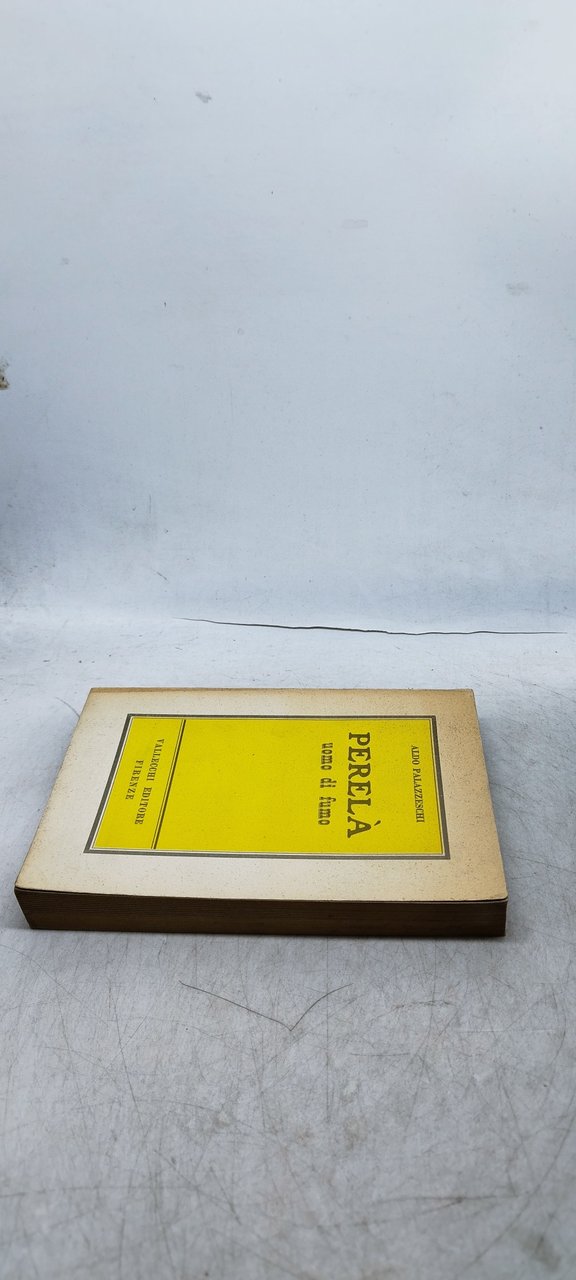 ALDO PALAZZESCHI
PERELÀ
uomo di fumo
VALLECCHI EDITORE
FIRENZE